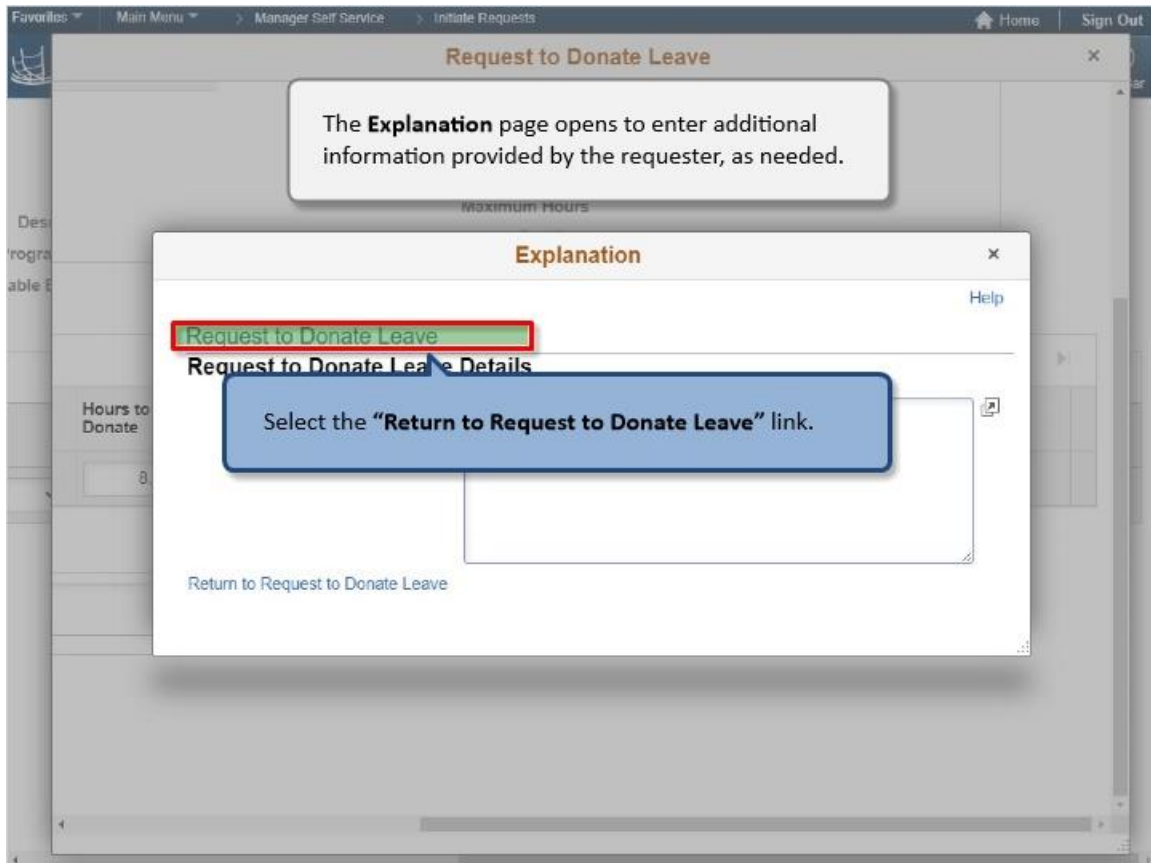 Favorites Main Menu > Manager Self Service > Initiate Requests Home Sign Out
Request to Donate Leave ×
The Explanation page opens to enter additional
information provided by the requester, as needed.
Maximum Hours
Explanation ×
Help
Request to Donate Leave
Request to Donate Leave Details
Select the “Return to Request to Donate Leave” link.
Hours to
Donate
8.
Return to Request to Donate Leave